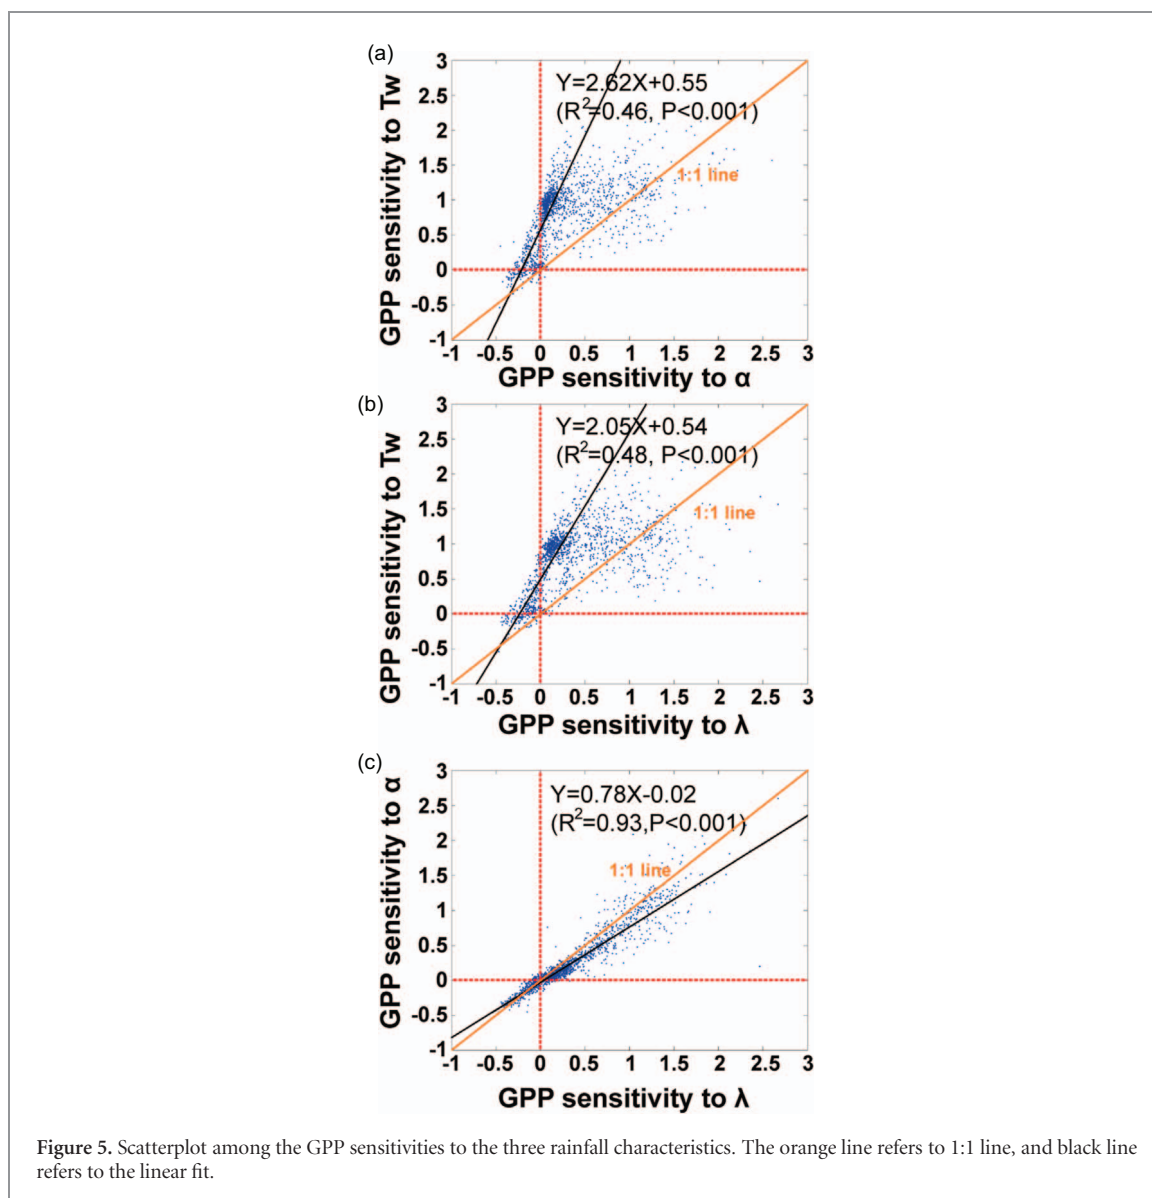 (a)
3
2.5
2
1.5
1
0.5
0
-0.5
-1
GPP sensitivity to Tw
Y=2.62X+0.55
(R²=0.46, P<0.001)
1:1 line
-1 -0.5 0 0.5 1 1.5 2 2.5 3
GPP sensitivity to α
(b)
3
2.5
2
1.5
1
0.5
0
-0.5
-1
GPP sensitivity to Tw
Y=2.05X+0.54
(R²=0.48, P<0.001)
1:1 line
-1 -0.5 0 0.5 1 1.5 2 2.5 3
GPP sensitivity to λ
(c)
3
2.5
2
1.5
1
0.5
0
-0.5
-1
GPP sensitivity to α
Y=0.78X-0.02
(R²=0.93,P<0.001)
1:1 line
-1 -0.5 0 0.5 1 1.5 2 2.5 3
GPP sensitivity to λ
Figure 5. Scatterplot among the GPP sensitivities to the three rainfall characteristics. The orange line refers to 1:1 line, and black line
refers to the linear fit.